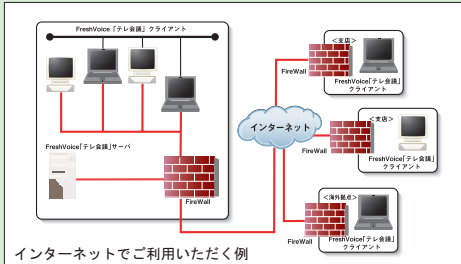 FreshVoice「テレ会議」クライアント
FreshVoice「テレ会議」サーバ
FireWall
インターネット
＜支店＞
FireWall
FreshVoice「テレ会議」
クライアント
＜支店＞
FireWall
FreshVoice「テレ会議」
クライアント
＜海外拠点＞
FireWall
FreshVoice「テレ会議」
クライアント
インターネットでご利用いただく例